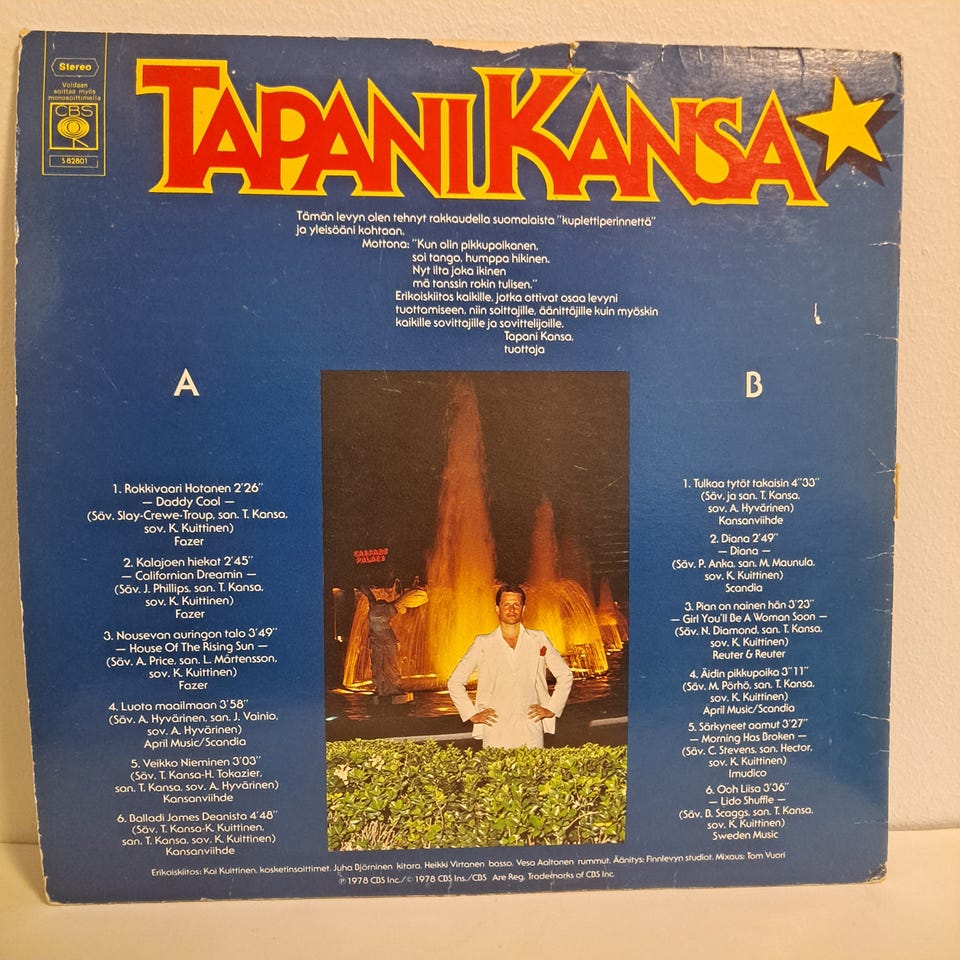 Stereo
Voidaan
soittaa myös
monosoittimella
CBS
S 82801
TAPANI KANSA
Tämän levyn olen tehnyt rakkaudella suomalaista "kuplettiperinnettä"
ja yleisöäni kohtaan.
Mottona: "Kun olin pikkupoikanen,
soi tango, humppa hikinen.
Nyt ilta joka ikinen
mä tanssin rokin tulisen."
Erikoiskiitos kaikille, jotka ottivat osaa levyni
tuottamiseen, niin soittajille, äänittäjille kuin myöskin
kaikille sovittajille ja sovittelijoille.
Tapani Kansa,
tuottaja
A
1. Rokkivaari Hotanen 2'26"
— Daddy Cool —
(Säv. Slay-Crewe-Troup, san. T. Kansa,
sov. K. Kuittinen)
Fazer
2. Kalajoen hiekat 2'45"
— Californian Dreamin —
(Säv. J. Phillips, san. T. Kansa,
sov. K. Kuittinen)
Fazer
3. Nousevan auringon talo 3'49"
— House Of The Rising Sun —
(Säv. A. Price, san. L. Mårtensson,
sov. K. Kuittinen)
Fazer
4. Luota maailmaan 3'58"
(Säv. A. Hyvärinen, san. J. Vainio,
sov. A. Hyvärinen)
April Music/Scandia
5. Veikko Nieminen 3'03"
(Säv. T. Kansa-H. Tokazier,
san. T. Kansa, sov. A. Hyvärinen)
Kansanviihde
6. Balladi James Deanista 4'48"
(Säv. T. Kansa-K. Kuittinen,
san. T. Kansa, sov. K. Kuittinen)
Kansanviihde
CAESARS
PALACE
B
1. Tulkaa tytöt takaisin 4"33"
(Säv. ja san. T. Kansa,
sov. A. Hyvärinen)
Kansanviihde
2. Diana 2'49"
— Diana —
(Säv. P. Anka, san. M. Maunula,
sov. K. Kuittinen)
Scandia
3. Pian on nainen hän 3'23"
— Girl You'll Be A Woman Soon —
(Säv. N. Diamond, san. T. Kansa,
sov. K. Kuittinen)
Reuter & Reuter
4. Äidin pikkupoika 3"11"
(Säv. M. Pörhö, san. T. Kansa,
sov. K. Kuittinen)
April Music/Scandia
5. Särkyneet aamut 3'27"
— Morning Has Broken —
(Säv. C. Stevens, san. Hector,
sov. K. Kuittinen)
Imudico
6. Ooh Liisa 3'36"
— Lido Shuffle —
(Säv. B. Scaggs, san. T. Kansa,
sov. K. Kuittinen)
Sweden Music
Erikoiskiitos: Kai Kuittinen, kosketinsoittimet. Juha Björninen kitara. Heikki Virtanen basso. Vesa Aaltonen rummut. Äänitys: Finnlevyn studiot. Mixaus: Tom Vuori
℗ 1978 CBS Inc./© 1978 CBS Ins./CBS Are Reg. Trademarks of CBS Inc.